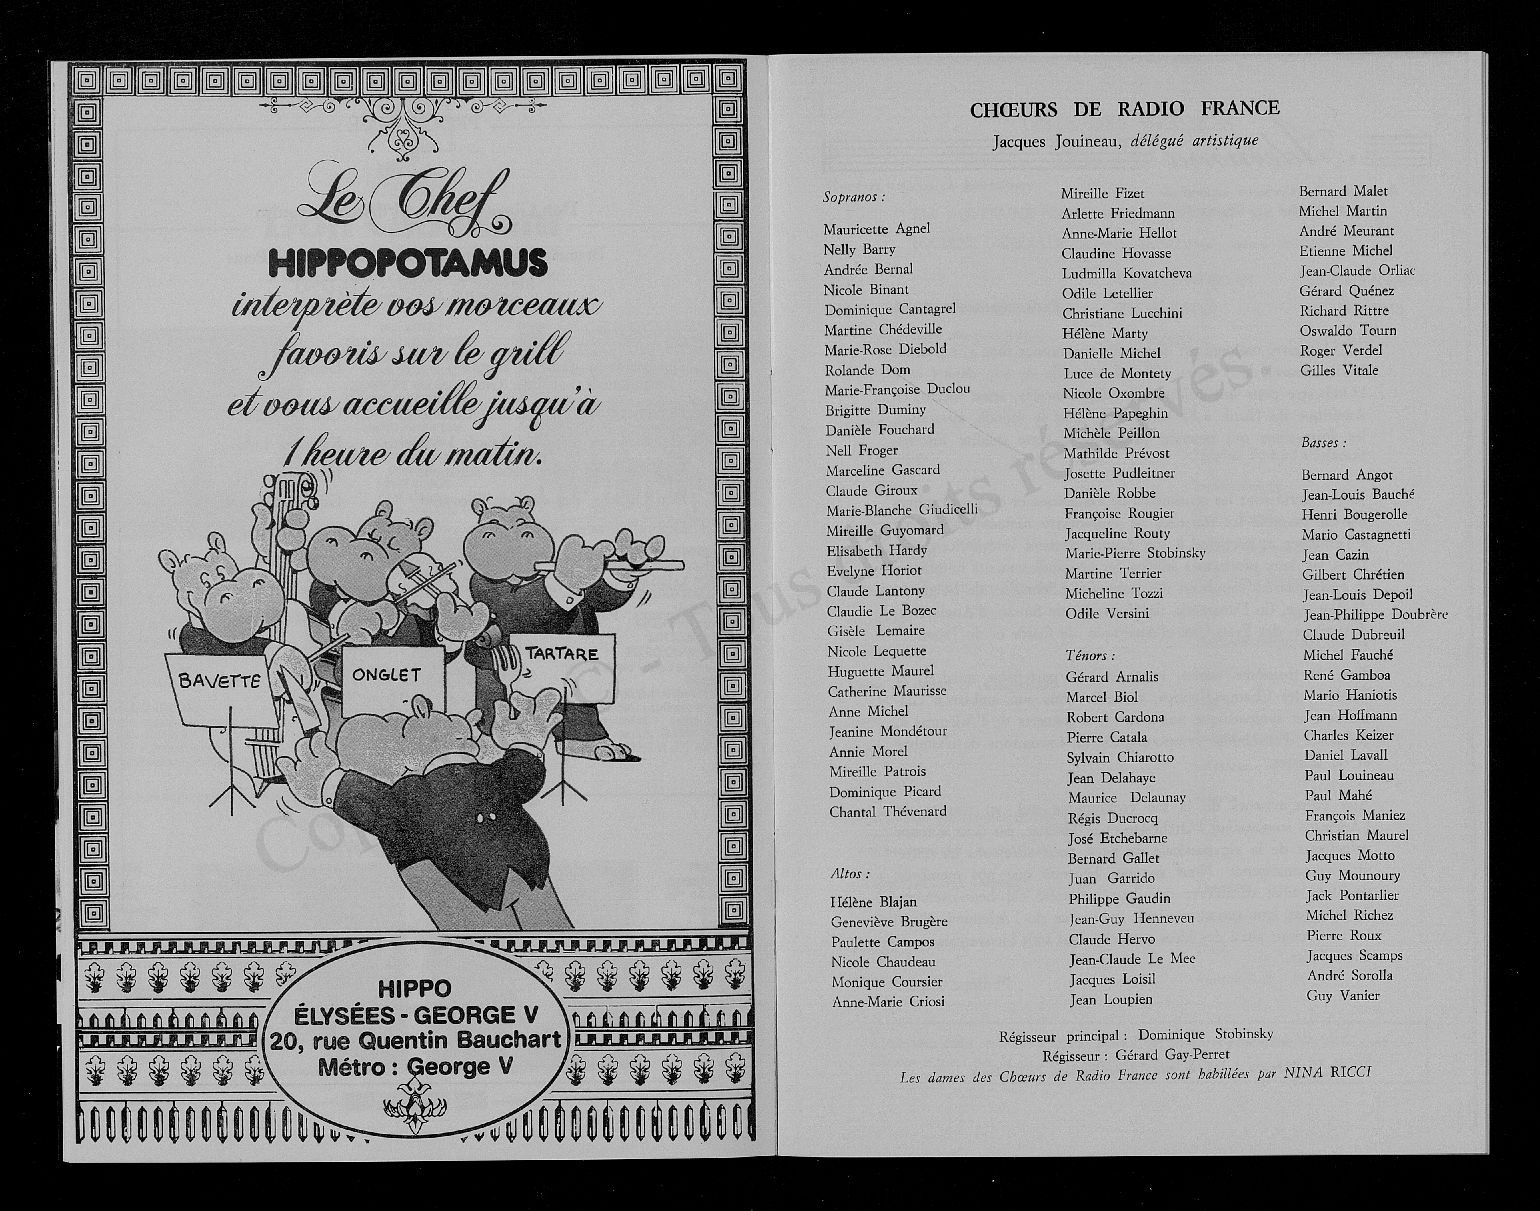 Le Chef
HIPPOPOTAMUS
interprète vos morceaux
favoris sur le grill
et vous accueille jusqu'à
1 heure du matin.
BAVETTE
ONGLET
TARTARE
HIPPO
ÉLYSÉES - GEORGE V
20, rue Quentin Bauchart
Métro : George V
CHŒURS DE RADIO FRANCE
Jacques Jouineau, délégué artistique
Sopranos :
Mauricette Agnel
Nelly Barry
Andrée Bernal
Nicole Binant
Dominique Cantagrel
Martine Chédeville
Marie-Rose Diebold
Rolande Dom
Marie-Françoise Duclou
Brigitte Duminy
Danièle Fouchard
Nell Froger
Marceline Gascard
Claude Giroux
Marie-Blanche Giudicelli
Mireille Guyomard
Elisabeth Hardy
Evelyne Horiot
Claude Lantony
Claudie Le Bozec
Gisèle Lemaire
Nicole Lequette
Huguette Maurel
Catherine Maurisse
Anne Michel
Jeanine Mondétour
Annie Morel
Mireille Patrois
Dominique Picard
Chantal Thévenard
Altos :
Hélène Blajan
Geneviève Brugère
Paulette Campos
Nicole Chaudeau
Monique Coursier
Anne-Marie Criosi
Mireille Fizet
Arlette Friedmann
Anne-Marie Hellot
Claudine Hovasse
Ludmilla Kovatcheva
Odile Letellier
Christiane Lucchini
Hélène Marty
Danielle Michel
Luce de Montety
Nicole Oxombre
Hélène Papeghin
Michèle Peillon
Mathilde Prévost
Josette Pudleitner
Danièle Robbe
Françoise Rougier
Jacqueline Routy
Marie-Pierre Stobinsky
Martine Terrier
Micheline Tozzi
Odile Versini
Ténors :
Gérard Arnalis
Marcel Biol
Robert Cardona
Pierre Catala
Sylvain Chiarotto
Jean Delahaye
Maurice Delaunay
Régis Ducrocq
José Etchebarne
Bernard Gallet
Juan Garrido
Philippe Gaudin
Jean-Guy Henneveu
Claude Hervo
Jean-Claude Le Mee
Jacques Loisil
Jean Loupien
Bernard Malet
Michel Martin
André Meurant
Etienne Michel
Jean-Claude Orliac
Gérard Quénez
Richard Rittre
Oswaldo Tourn
Roger Verdel
Gilles Vitale
Basses :
Bernard Angot
Jean-Louis Bauché
Henri Bougerolle
Mario Castagnetti
Jean Cazin
Gilbert Chrétien
Jean-Louis Depoil
Jean-Philippe Doubrère
Claude Dubreuil
Michel Fauché
René Gamboa
Mario Haniotis
Jean Hoffmann
Charles Keizer
Daniel Lavall
Paul Louineau
Paul Mahé
François Maniez
Christian Maurel
Jacques Motto
Guy Mounoury
Jack Pontarlier
Michel Richez
Pierre Roux
Jacques Scamps
André Sorolla
Guy Vanier
Régisseur principal : Dominique Stobinsky
Régisseur : Gérard Gay-Perret
Les dames des Chœurs de Radio France sont habillées par NINA RICCI